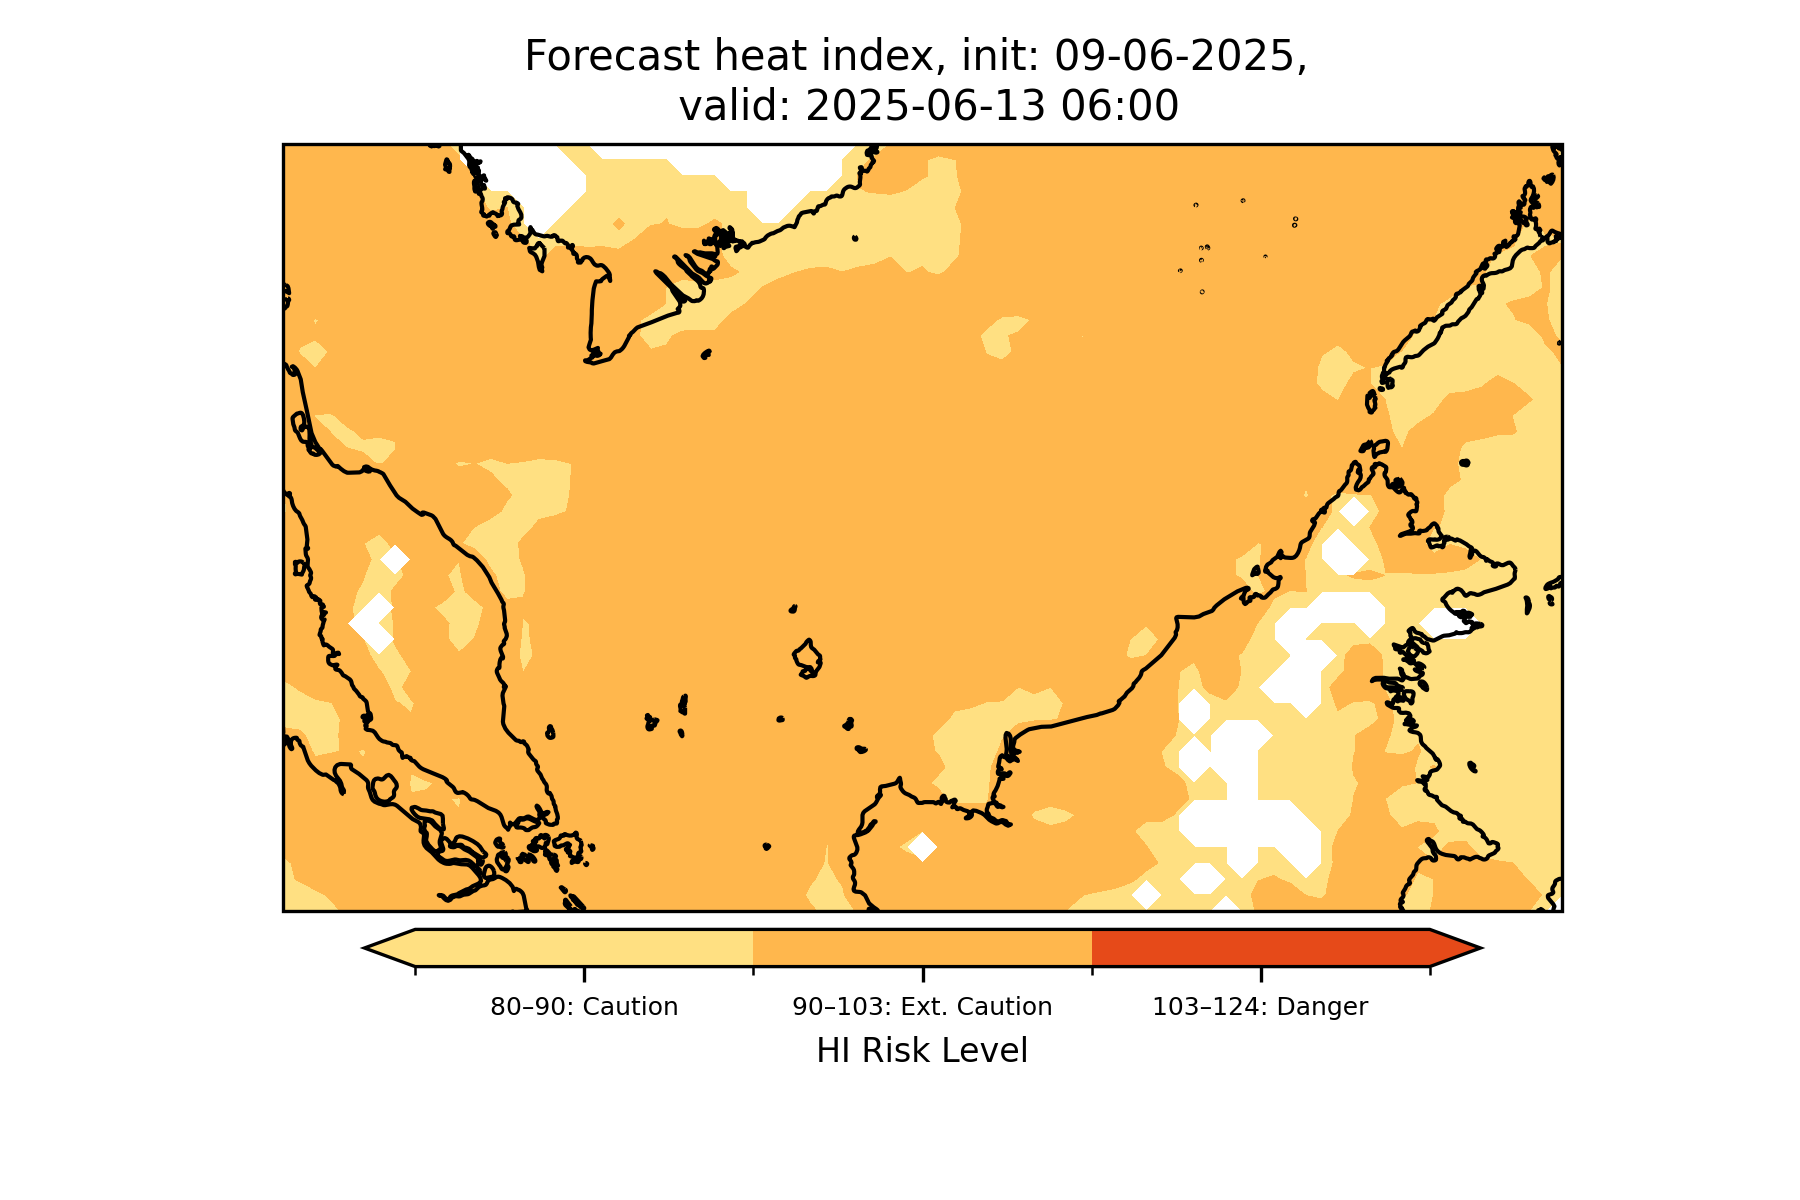 Forecast heat index, init: 09-06-2025,
valid: 2025-06-13 06:00
80–90: Caution
90–103: Ext. Caution
103–124: Danger
HI Risk Level